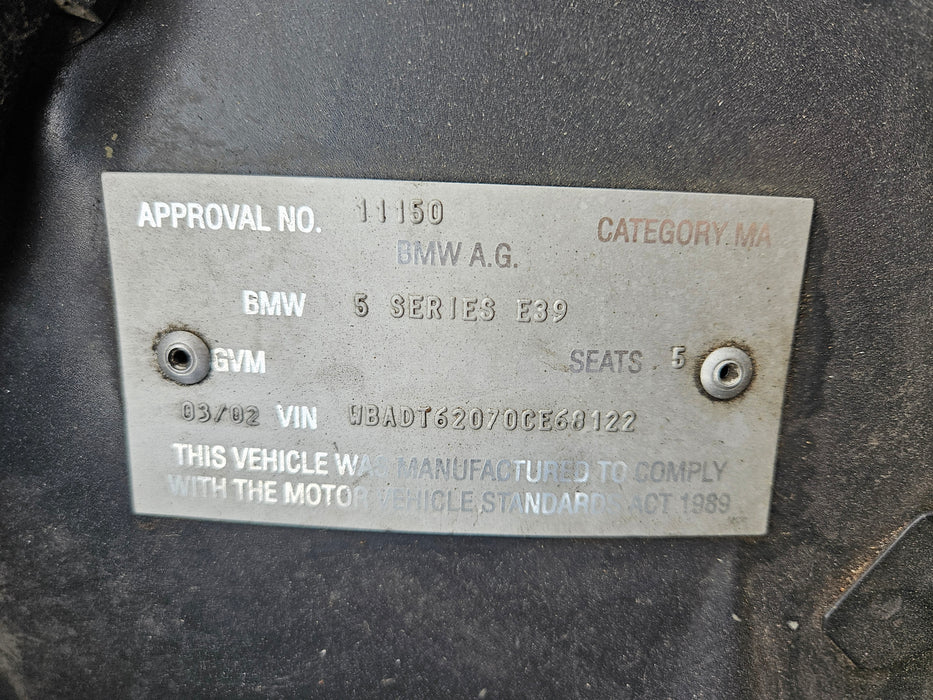 APPROVAL NO. 11150 CATEGORY MA
BMW A.G.
BMW 5 SERIES E39
GVM SEATS 5
03/02 VIN WBADT62070CE68122
THIS VEHICLE WAS MANUFACTURED TO COMPLY
WITH THE MOTOR VEHICLE STANDARDS ACT 1989